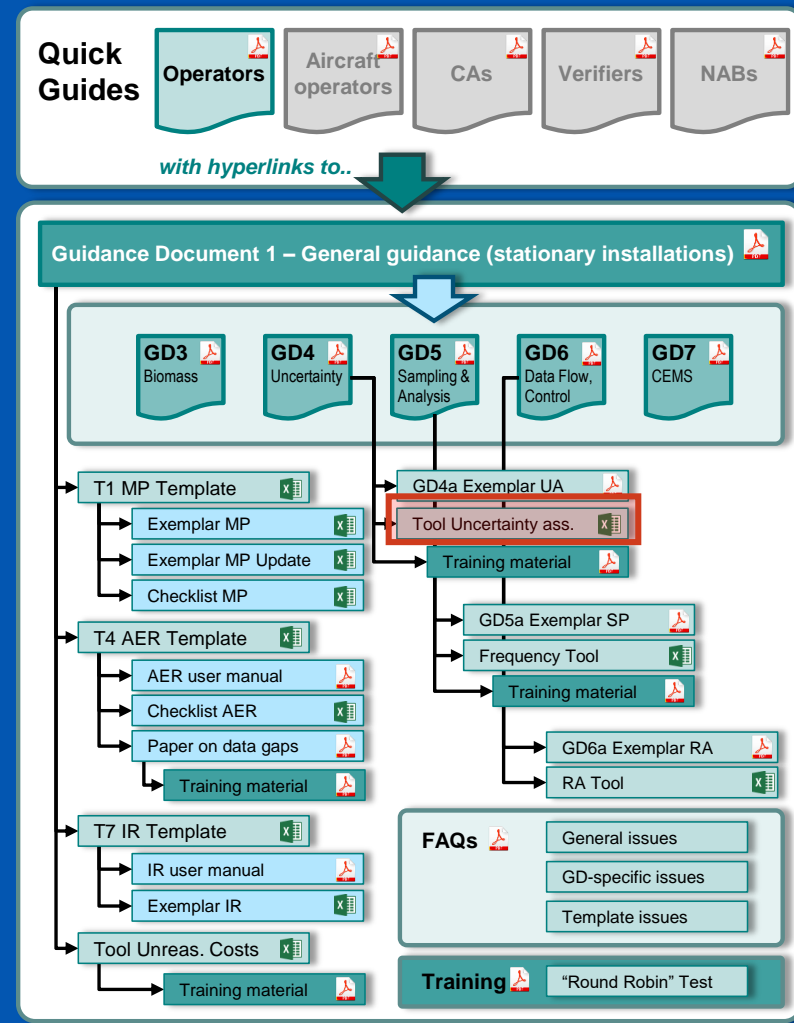 Quick
Guides
Operators
Aircraft
operators
CAs
Verifiers
NABs
with hyperlinks to..
Guidance Document 1 – General guidance (stationary installations)
GD3
Biomass
GD4
Uncertainty
GD5
Sampling &
Analysis
GD6
Data Flow,
Control
GD7
CEMS
T1 MP Template
Exemplar MP
Exemplar MP Update
Checklist MP
T4 AER Template
AER user manual
Checklist AER
Paper on data gaps
Training material
T7 IR Template
IR user manual
Exemplar IR
Tool Unreas. Costs
Training material
GD4a Exemplar UA
Tool Uncertainty ass.
Training material
GD5a Exemplar SP
Frequency Tool
Training material
GD6a Exemplar RA
RA Tool
FAQs
General issues
GD-specific issues
Template issues
Training
“Round Robin” Test